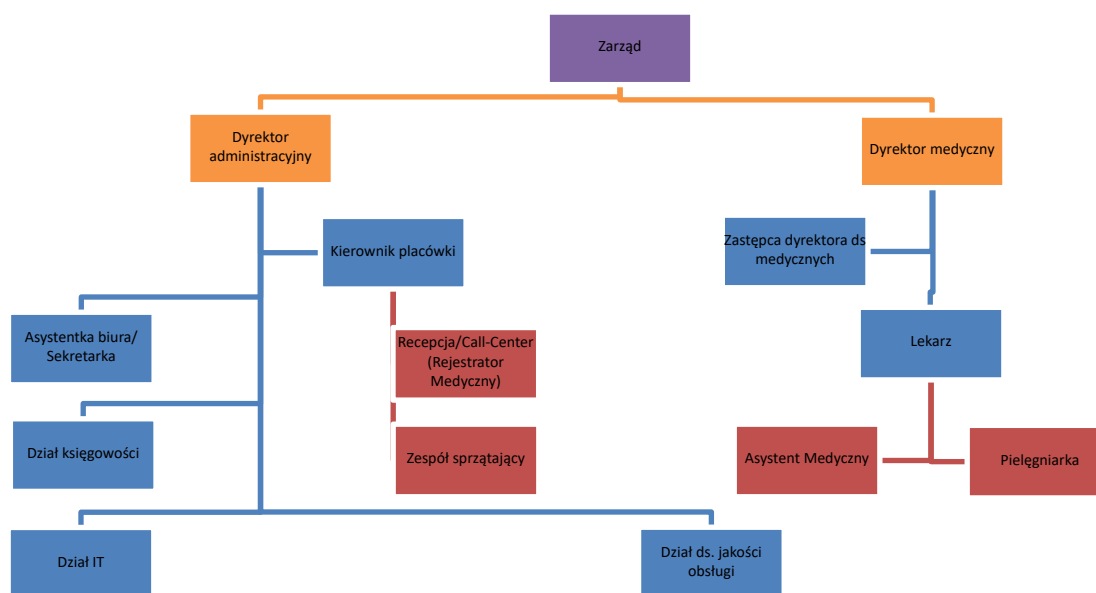 Zarząd
Dyrektor
administracyjny
Dyrektor medyczny
Kierownik placówki
Zastępca dyrektora ds
medycznych
Asystentka biura/
Sekretarka
Recepcja/Call-Center
(Rejestrator
Medyczny)
Lekarz
Dział księgowości
Zespół sprzątający
Asystent Medyczny
Pielęgniarka
Dział IT
Dział ds. jakości
obsługi